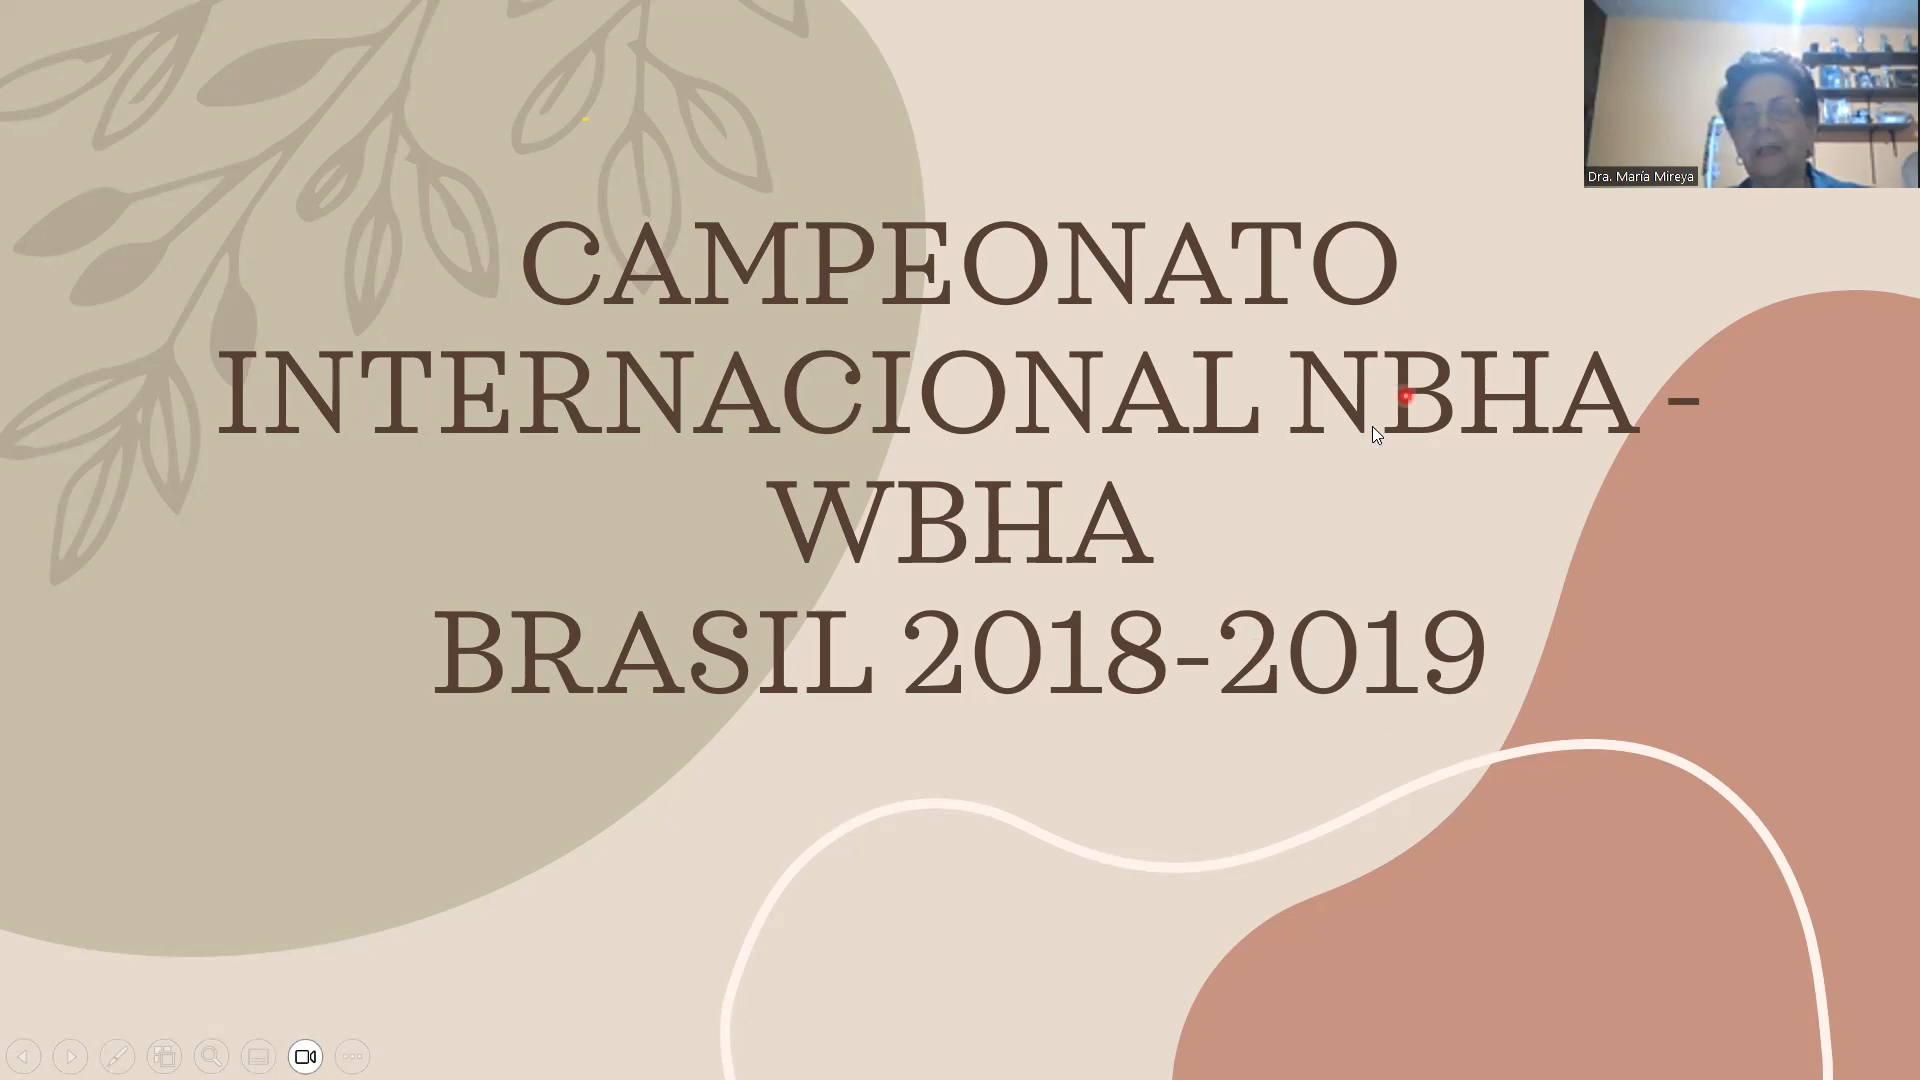 Dra. María Mireya
CAMPEONATO
INTERNACIONAL NBHA -
WBHA
BRASIL 2018-2019